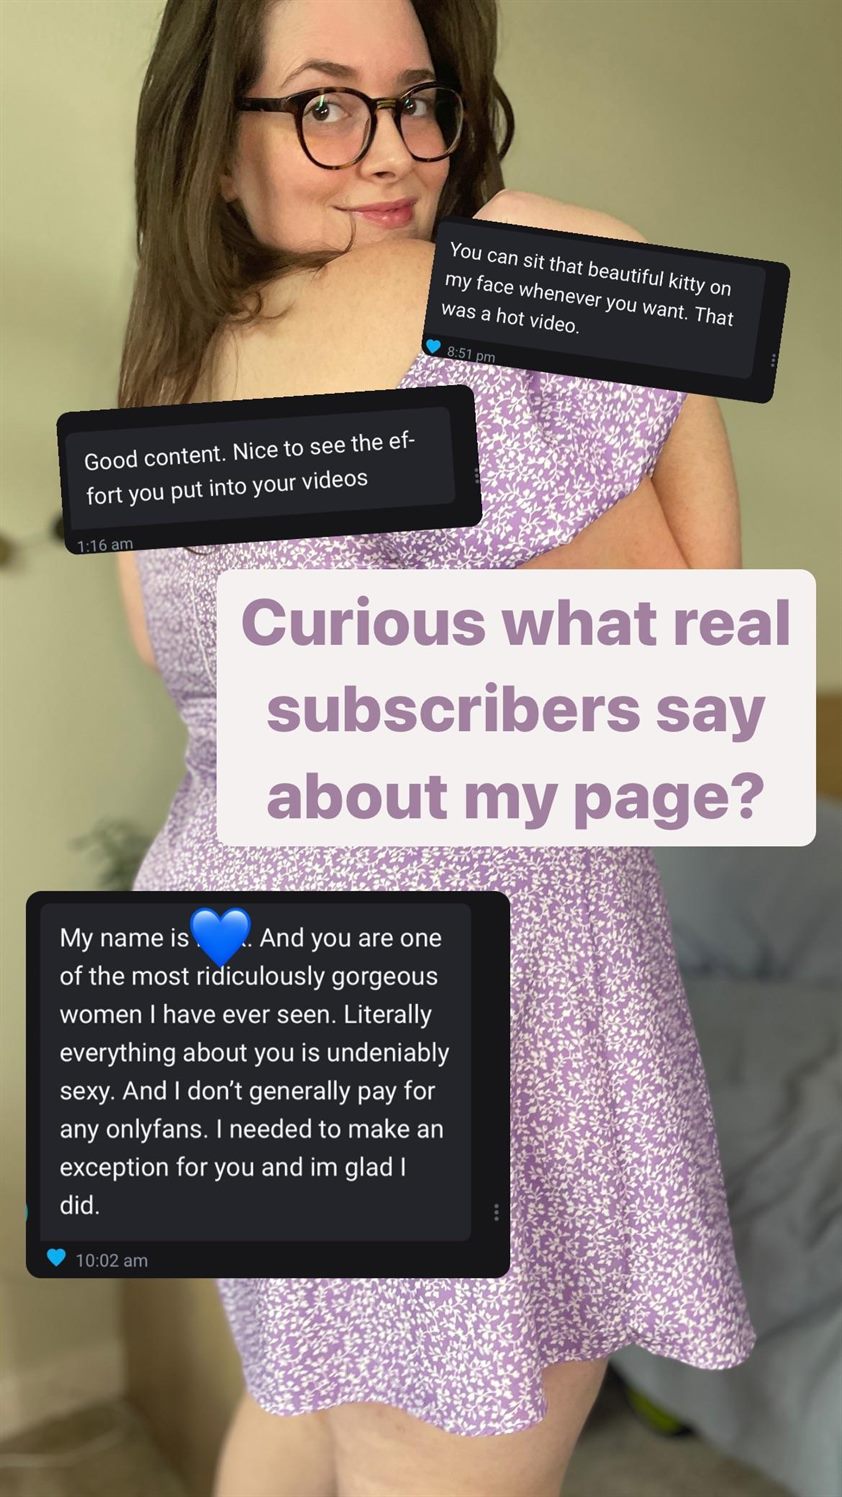 You can sit that beautiful kitty on
my face whenever you want. That
was a hot video.
8:51 pm
Good content. Nice to see the ef-
fort you put into your videos
1:16 am
Curious what real
subscribers say
about my page?
My name is . And you are one
of the most ridiculously gorgeous
women I have ever seen. Literally
everything about you is undeniably
sexy. And I don’t generally pay for
any onlyfans. I needed to make an
exception for you and im glad I
did.
10:02 am